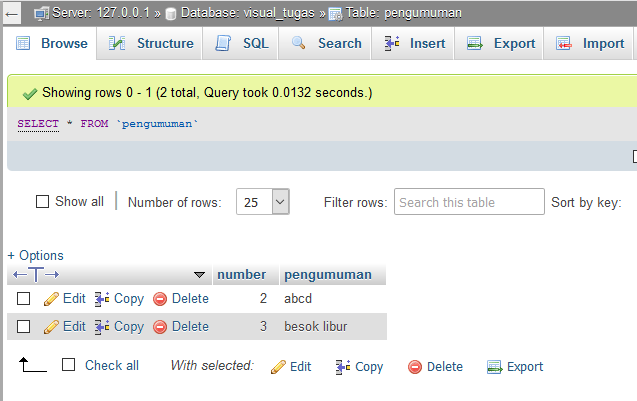 Server: 127.0.0.1 » Database: visual_tugas » Table: pengumuman
Browse Structure SQL Search Insert Export Import
Showing rows 0 - 1 (2 total, Query took 0.0132 seconds.)
SELECT * FROM `pengumuman`
Show all Number of rows: 25 Filter rows: Search this table Sort by key:
+ Options
number pengumuman
Edit Copy Delete 2 abcd
Edit Copy Delete 3 besok libur
Check all With selected: Edit Copy Delete Export